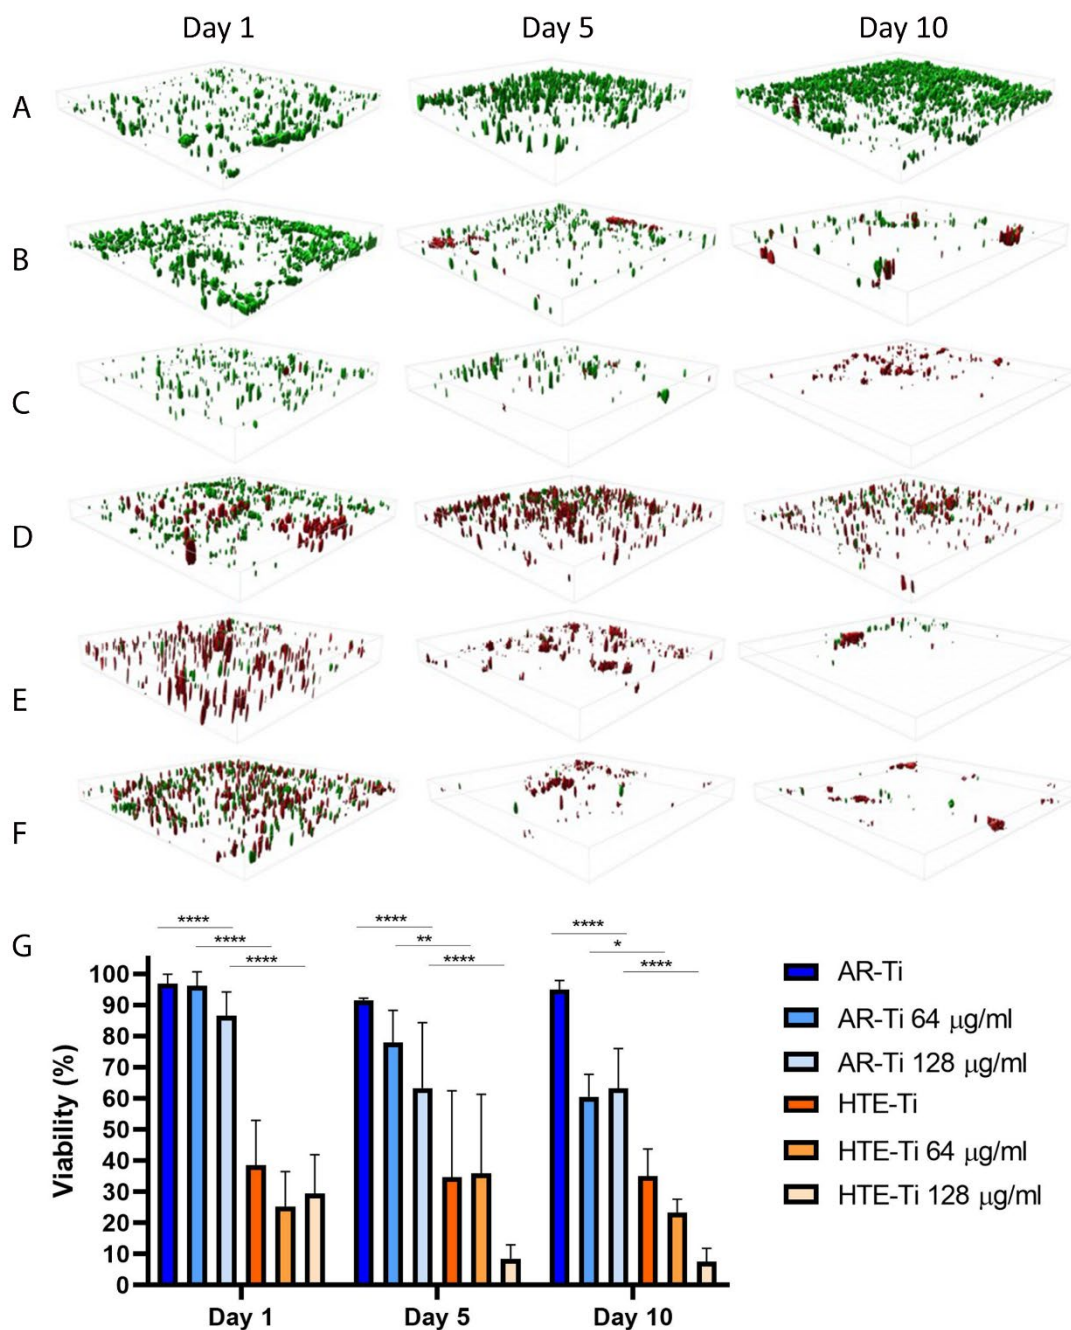 Day 1 Day 5 Day 10
A
B
C
D
E
F
G
**** **** ****
**** ** *
**** **** ****
Viability (%)
100
90
80
70
60
50
40
30
20
10
0
Day 1 Day 5 Day 10
AR-Ti
AR-Ti 64 μg/ml
AR-Ti 128 μg/ml
HTE-Ti
HTE-Ti 64 μg/ml
HTE-Ti 128 μg/ml